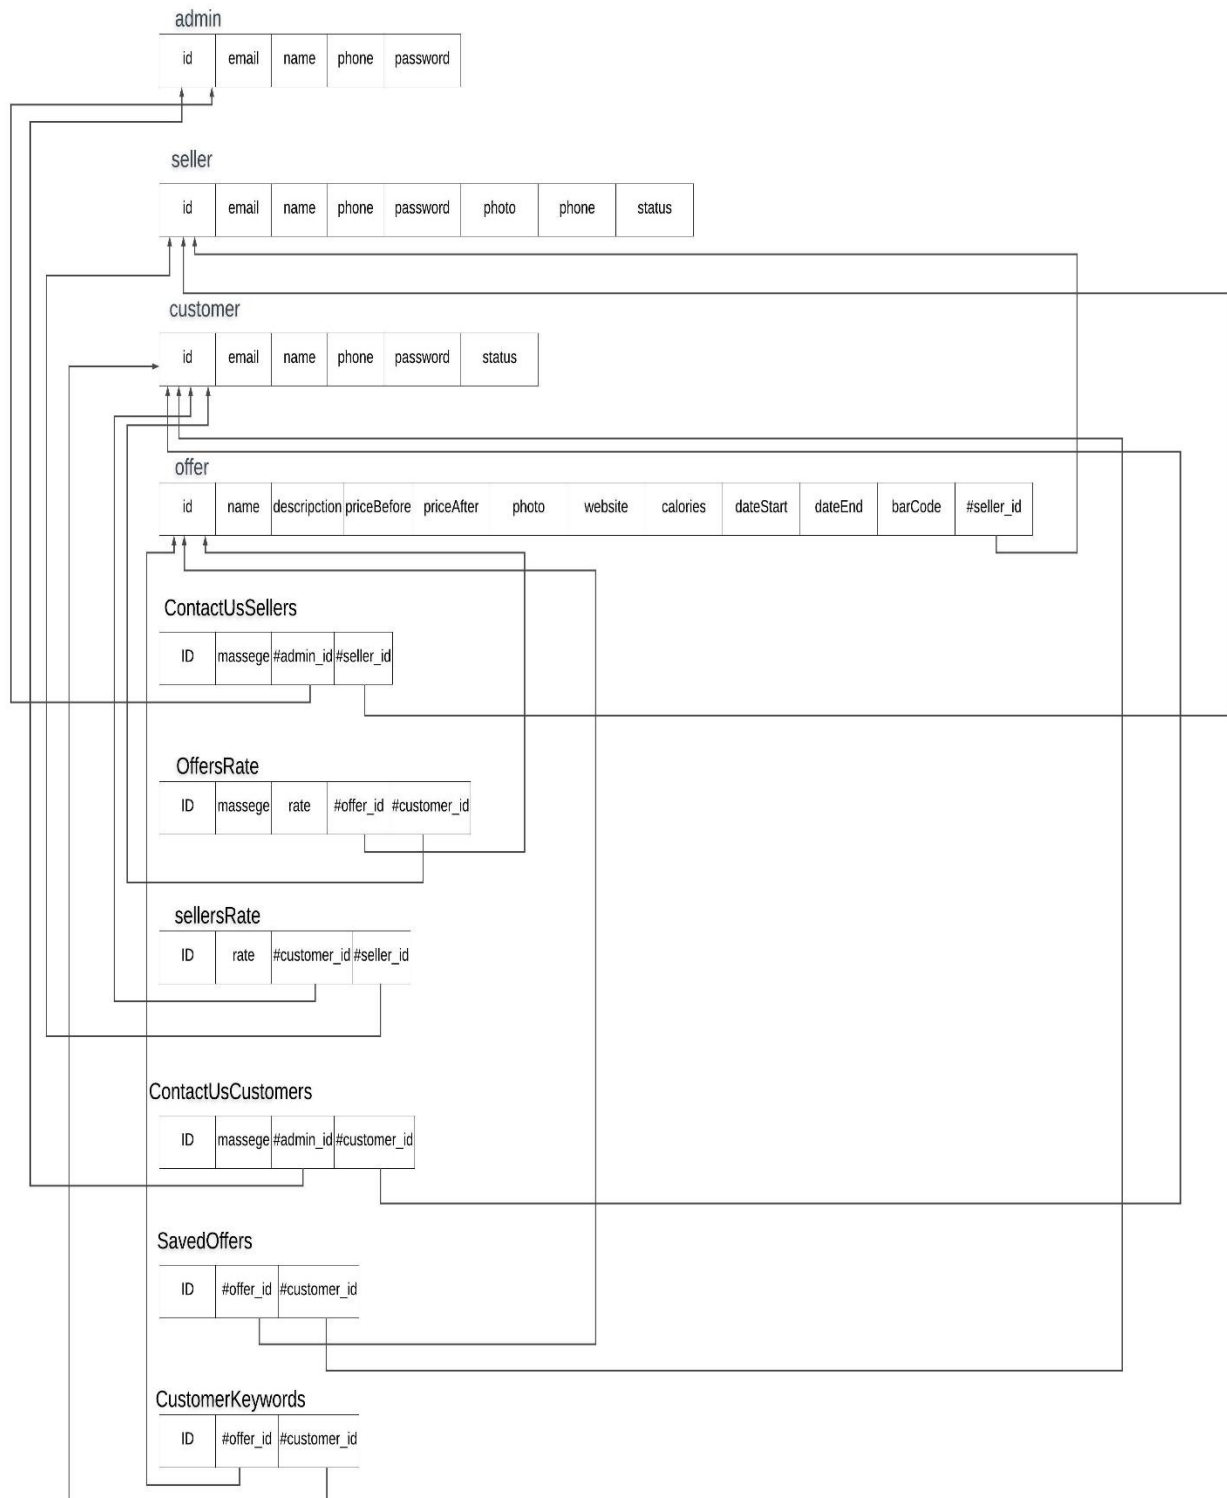 admin
id email name phone password
seller
id email name phone password photo phone status
customer
id email name phone password status
offer
id name descripction priceBefore priceAfter photo website calories dateStart dateEnd barCode #seller_id
ContactUsSellers
ID massege #admin_id #seller_id
OffersRate
ID massege rate #offer_id #customer_id
sellersRate
ID rate #customer_id #seller_id
ContactUsCustomers
ID massege #admin_id #customer_id
SavedOffers
ID #offer_id #customer_id
CustomerKeywords
ID #offer_id #customer_id